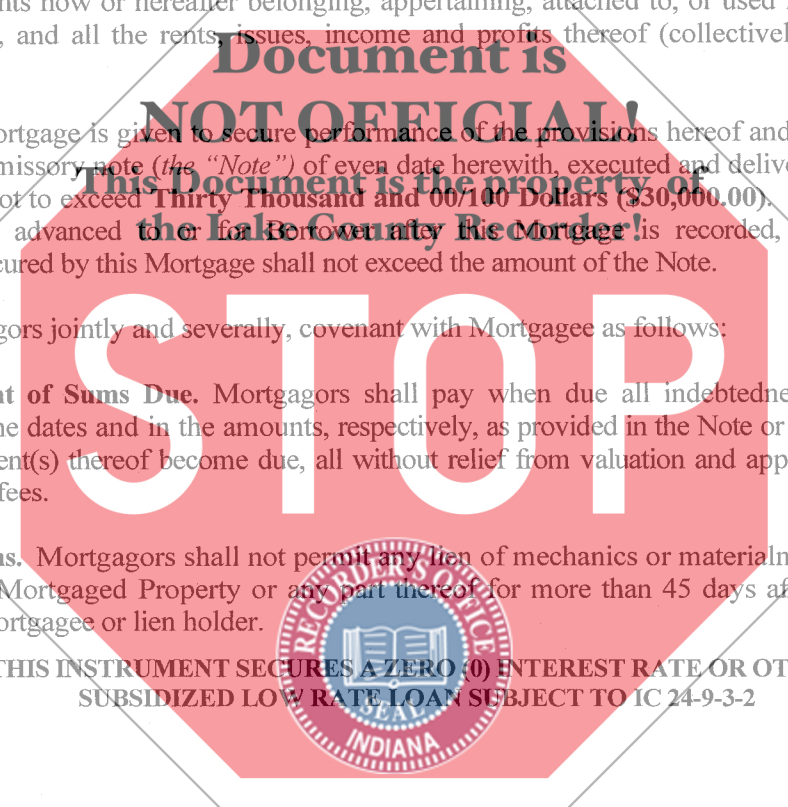 nts now or hereafter belonging, appertaining, attached to, or used
, and all the rents, issues, income and profits thereof (collectivel
Document is
NOT OFFICIAL!
ortgage is given to secure performance of the provisions hereof and
missory note (the “Note”) of even date herewith, executed and delive
This Document is the property of
ot to exceed Thirty Thousand and 00/100 Dollars ($30,000.00).
the Lake County Recorder!
advanced to or for Borrower after this Mortgage is recorded,
cured by this Mortgage shall not exceed the amount of the Note.
STOP
gors jointly and severally, covenant with Mortgagee as follows:
nt of Sums Due. Mortgagors shall pay when due all indebtedne
he dates and in the amounts, respectively, as provided in the Note or
ent(s) thereof become due, all without relief from valuation and app
fees.
ns. Mortgagors shall not permit any lien of mechanics or materialn
Mortgaged Property or any part thereof for more than 45 days af
ortgagee or lien holder.
RECORDER'S OFFICE
SEAL
INDIANA
THIS INSTRUMENT SECURES A ZERO (0) INTEREST RATE OR OT
SUBSIDIZED LOW RATE LOAN SUBJECT TO IC 24-9-3-2